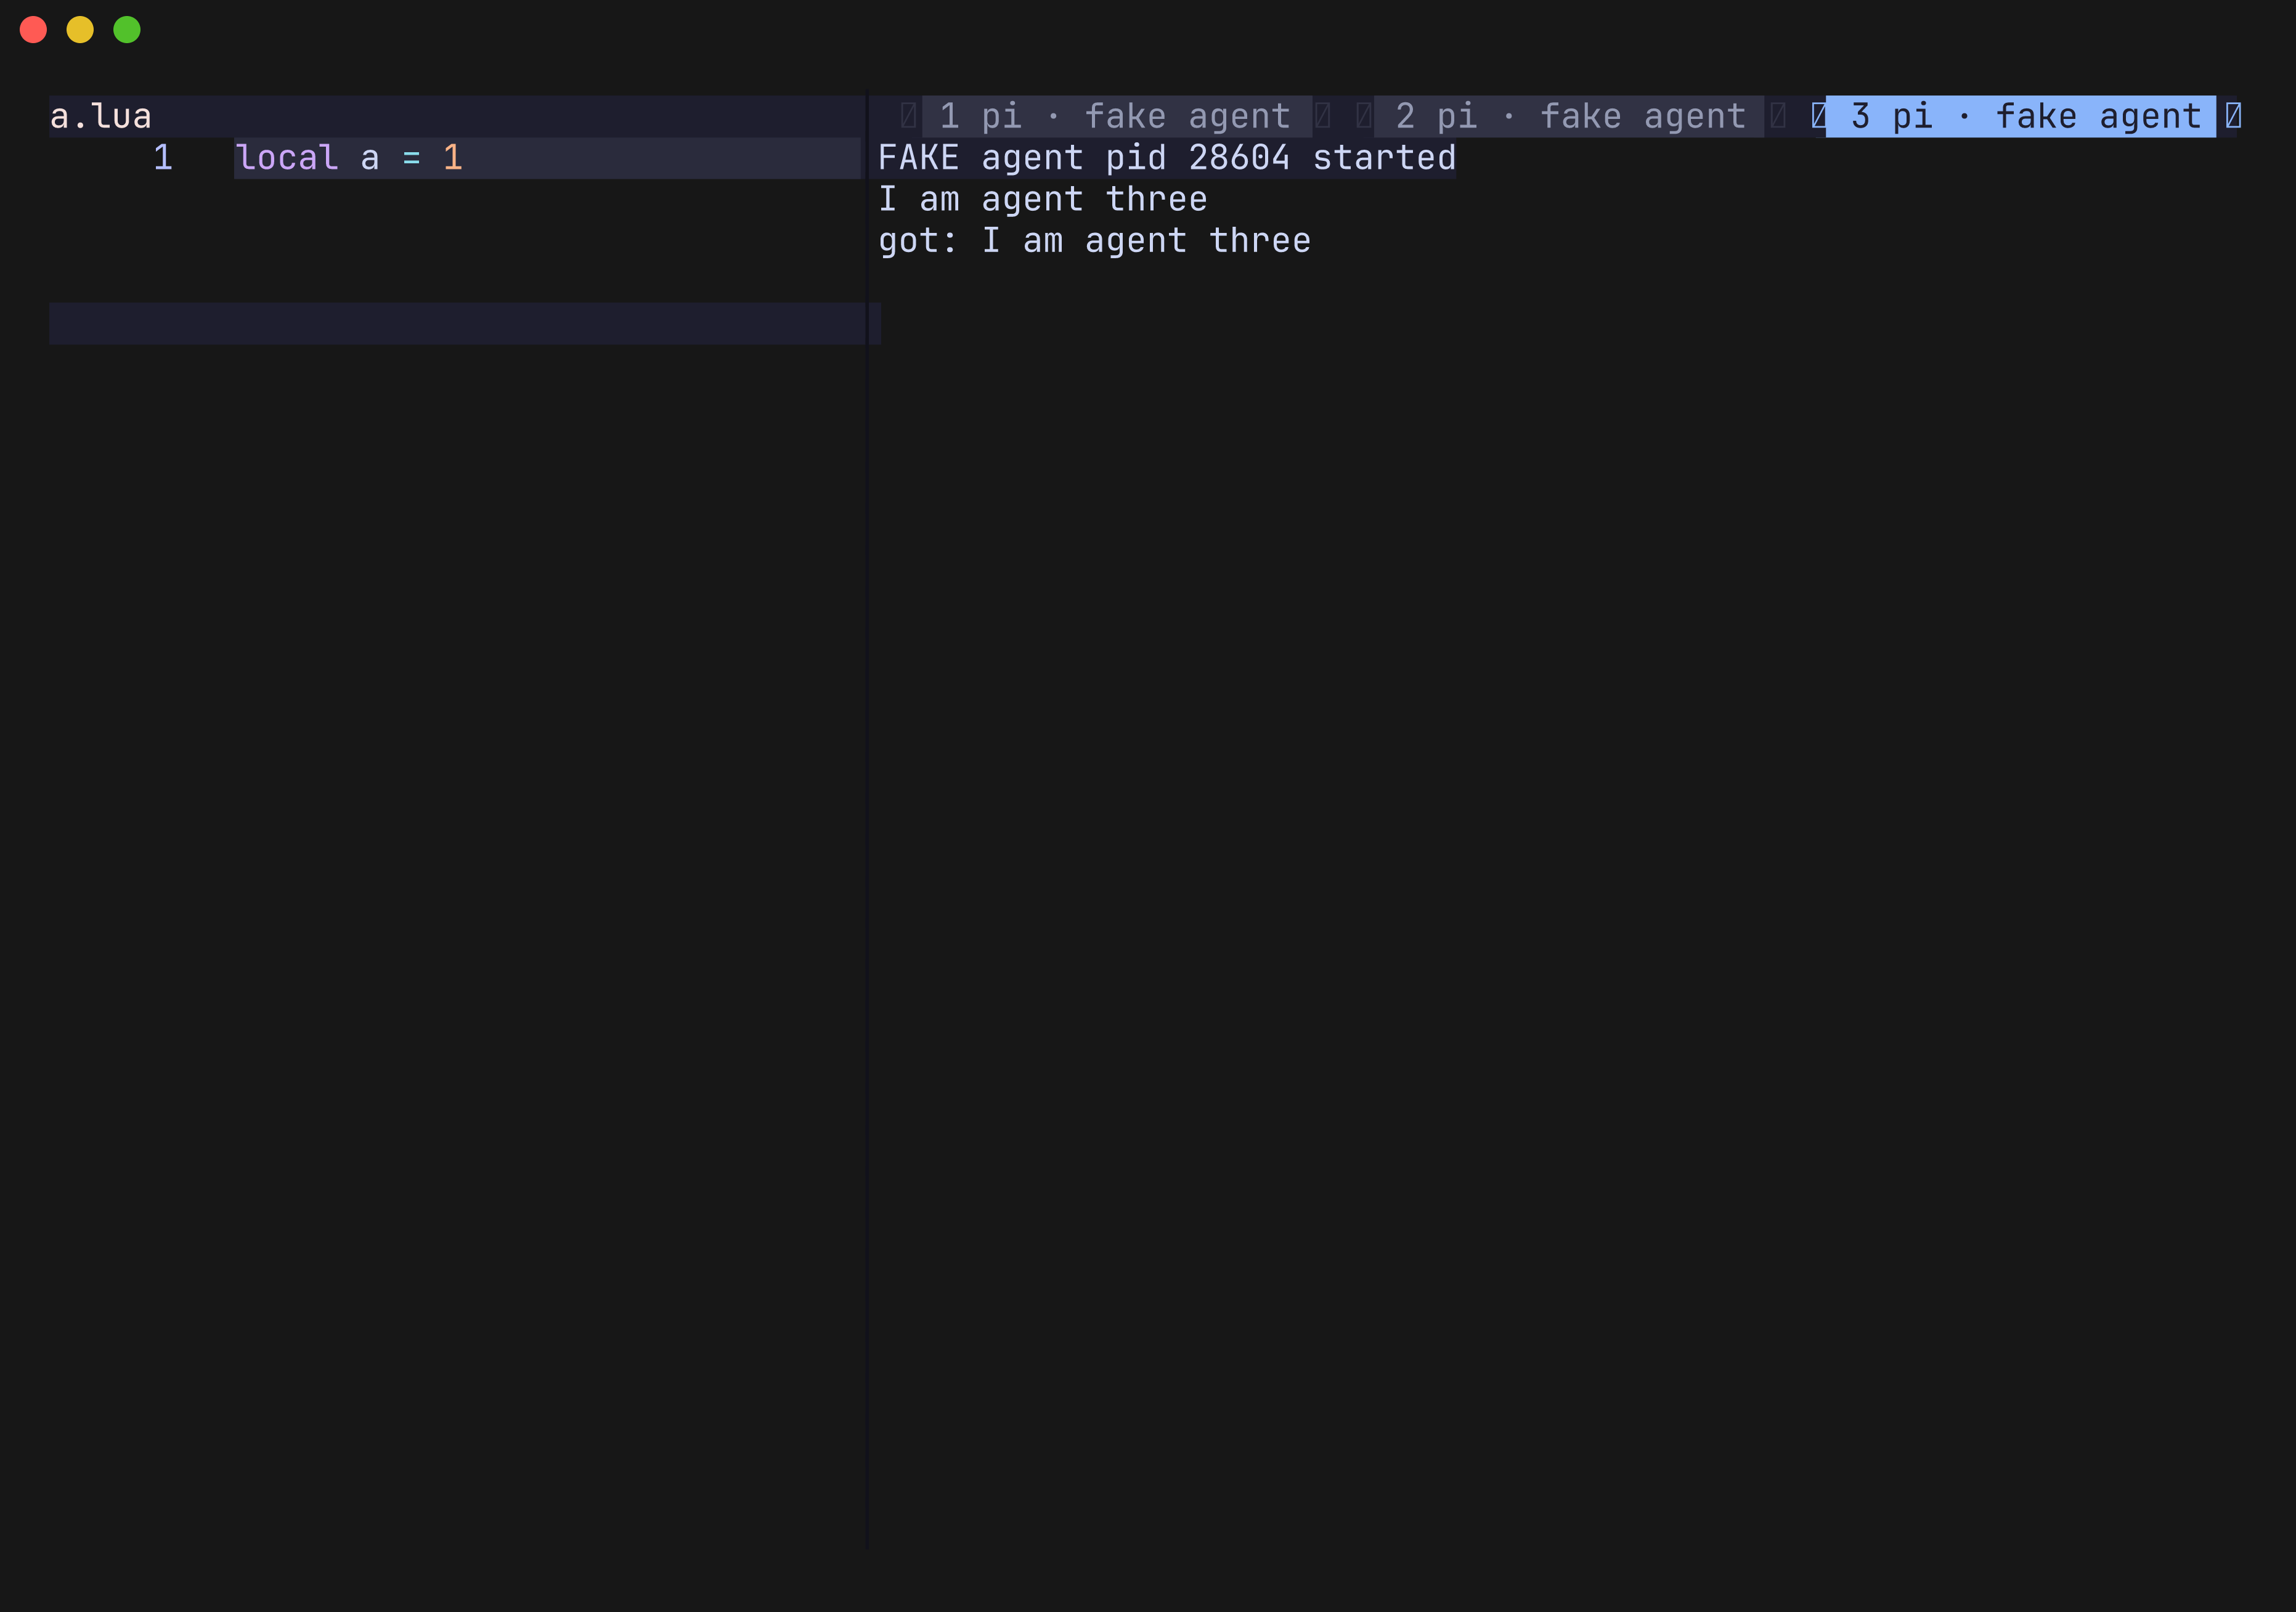 a.lua
1 local a = 1
1 pi · fake agent 2 pi · fake agent 3 pi · fake agent
FAKE agent pid 28604 started
I am agent three
got: I am agent three